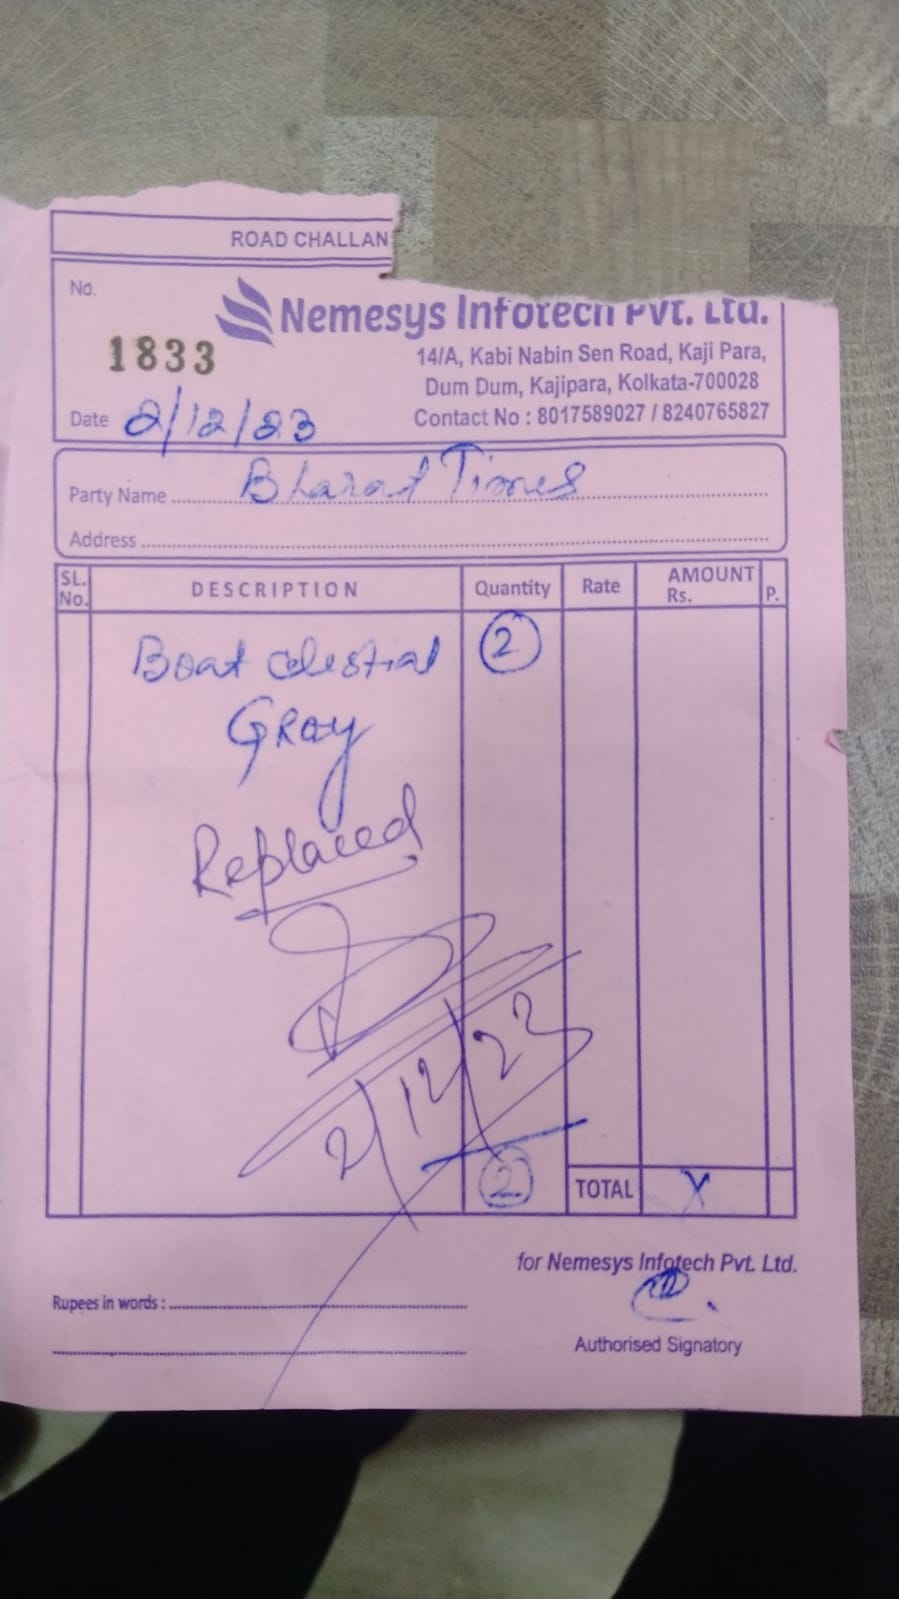 ROAD CHALLAN
No.
Nemesys Infotech Pvt. Ltd.
1833
14/A, Kabi Nabin Sen Road, Kaji Para,
Dum Dum, Kajipara, Kolkata-700028
Date 2/12/23
Contact No : 8017589027 / 8240765827
Party Name Bharat Times
Address
SL. No. DESCRIPTION Quantity Rate AMOUNT Rs. P.
Boat Celestial 2
Gray
Replaced
2/12/23
2 TOTAL X
for Nemesys Infotech Pvt. Ltd.
Rupees in words :
Authorised Signatory